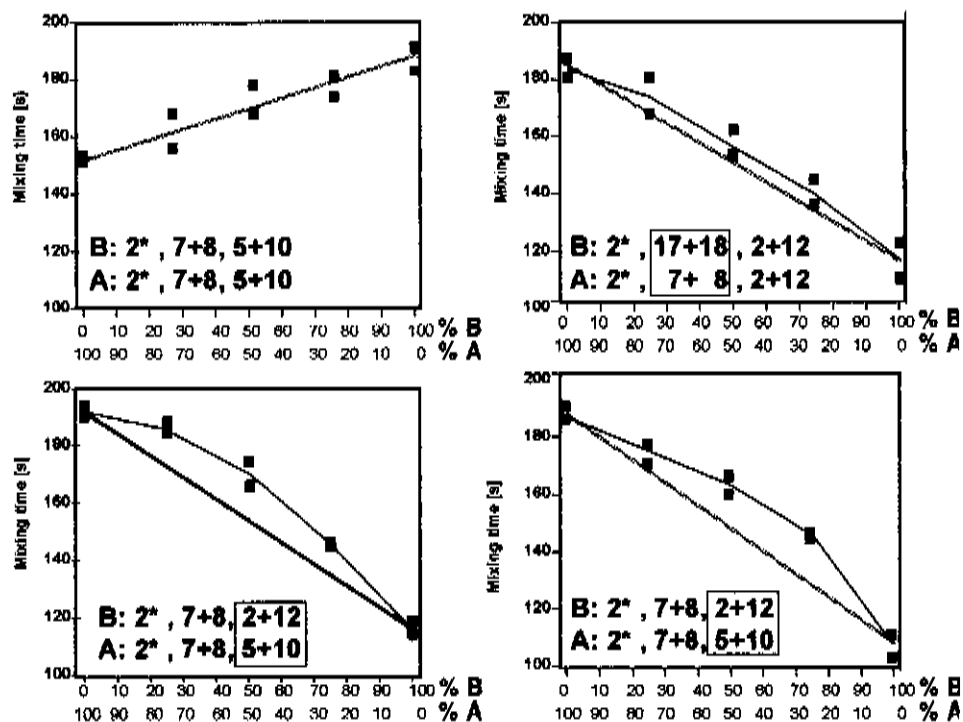 200
180
160
140
120
100
Mixing time [s]
B: 2* , 7+8, 5+10
A: 2* , 7+8, 5+10
0 10 20 30 40 50 60 70 80 90 100 % B
100 90 80 70 60 50 40 30 20 10 0 % A
200
180
160
140
120
100
Mixing time [s]
B: 2* , 17+18 , 2+12
A: 2* , 7+ 8 , 2+12
0 10 20 30 40 50 60 70 80 90 100 % B
100 90 80 70 60 50 40 30 20 10 0 % A
200
180
160
140
120
100
Mixing time [s]
B: 2* , 7+8, 2+12
A: 2* , 7+8, 5+10
0 10 20 30 40 50 60 70 80 90 100 % B
100 90 80 70 60 50 40 30 20 10 0 % A
200
180
160
140
120
100
Mixing time [s]
B: 2* , 7+8, 2+12
A: 2* , 7+8, 5+10
0 10 20 30 40 50 60 70 80 90 100 % B
100 90 80 70 60 50 40 30 20 10 0 % A